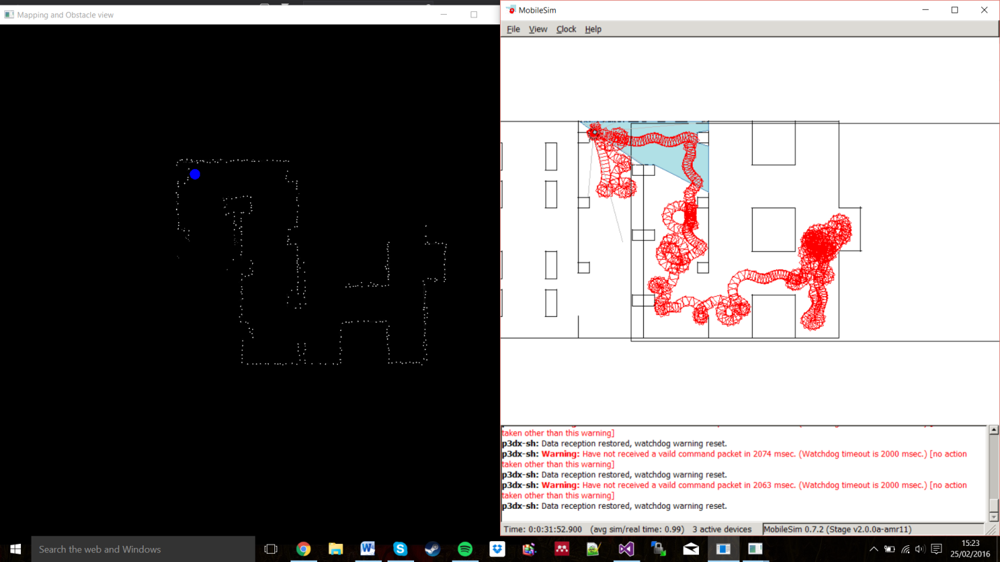 Mapping and Obstacle view
MobileSim
File View Clock Help
taken other than this warning]
p3dx-sh: Data reception restored, watchdog warning reset.
p3dx-sh: Warning: Have not received a vaild command packet in 2074 msec. (Watchdog timeout is 2000 msec.) [no action
taken other than this warning]
p3dx-sh: Data reception restored, watchdog warning reset.
p3dx-sh: Warning: Have not received a vaild command packet in 2063 msec. (Watchdog timeout is 2000 msec.) [no action
taken other than this warning]
p3dx-sh: Data reception restored, watchdog warning reset.
Time: 0:0:31:52.900 (avg sim/real time: 0.99) 3 active devices
MobileSim 0.7.2 (Stage v2.0.0a-amr11)
Search the web and Windows
15:23
25/02/2016